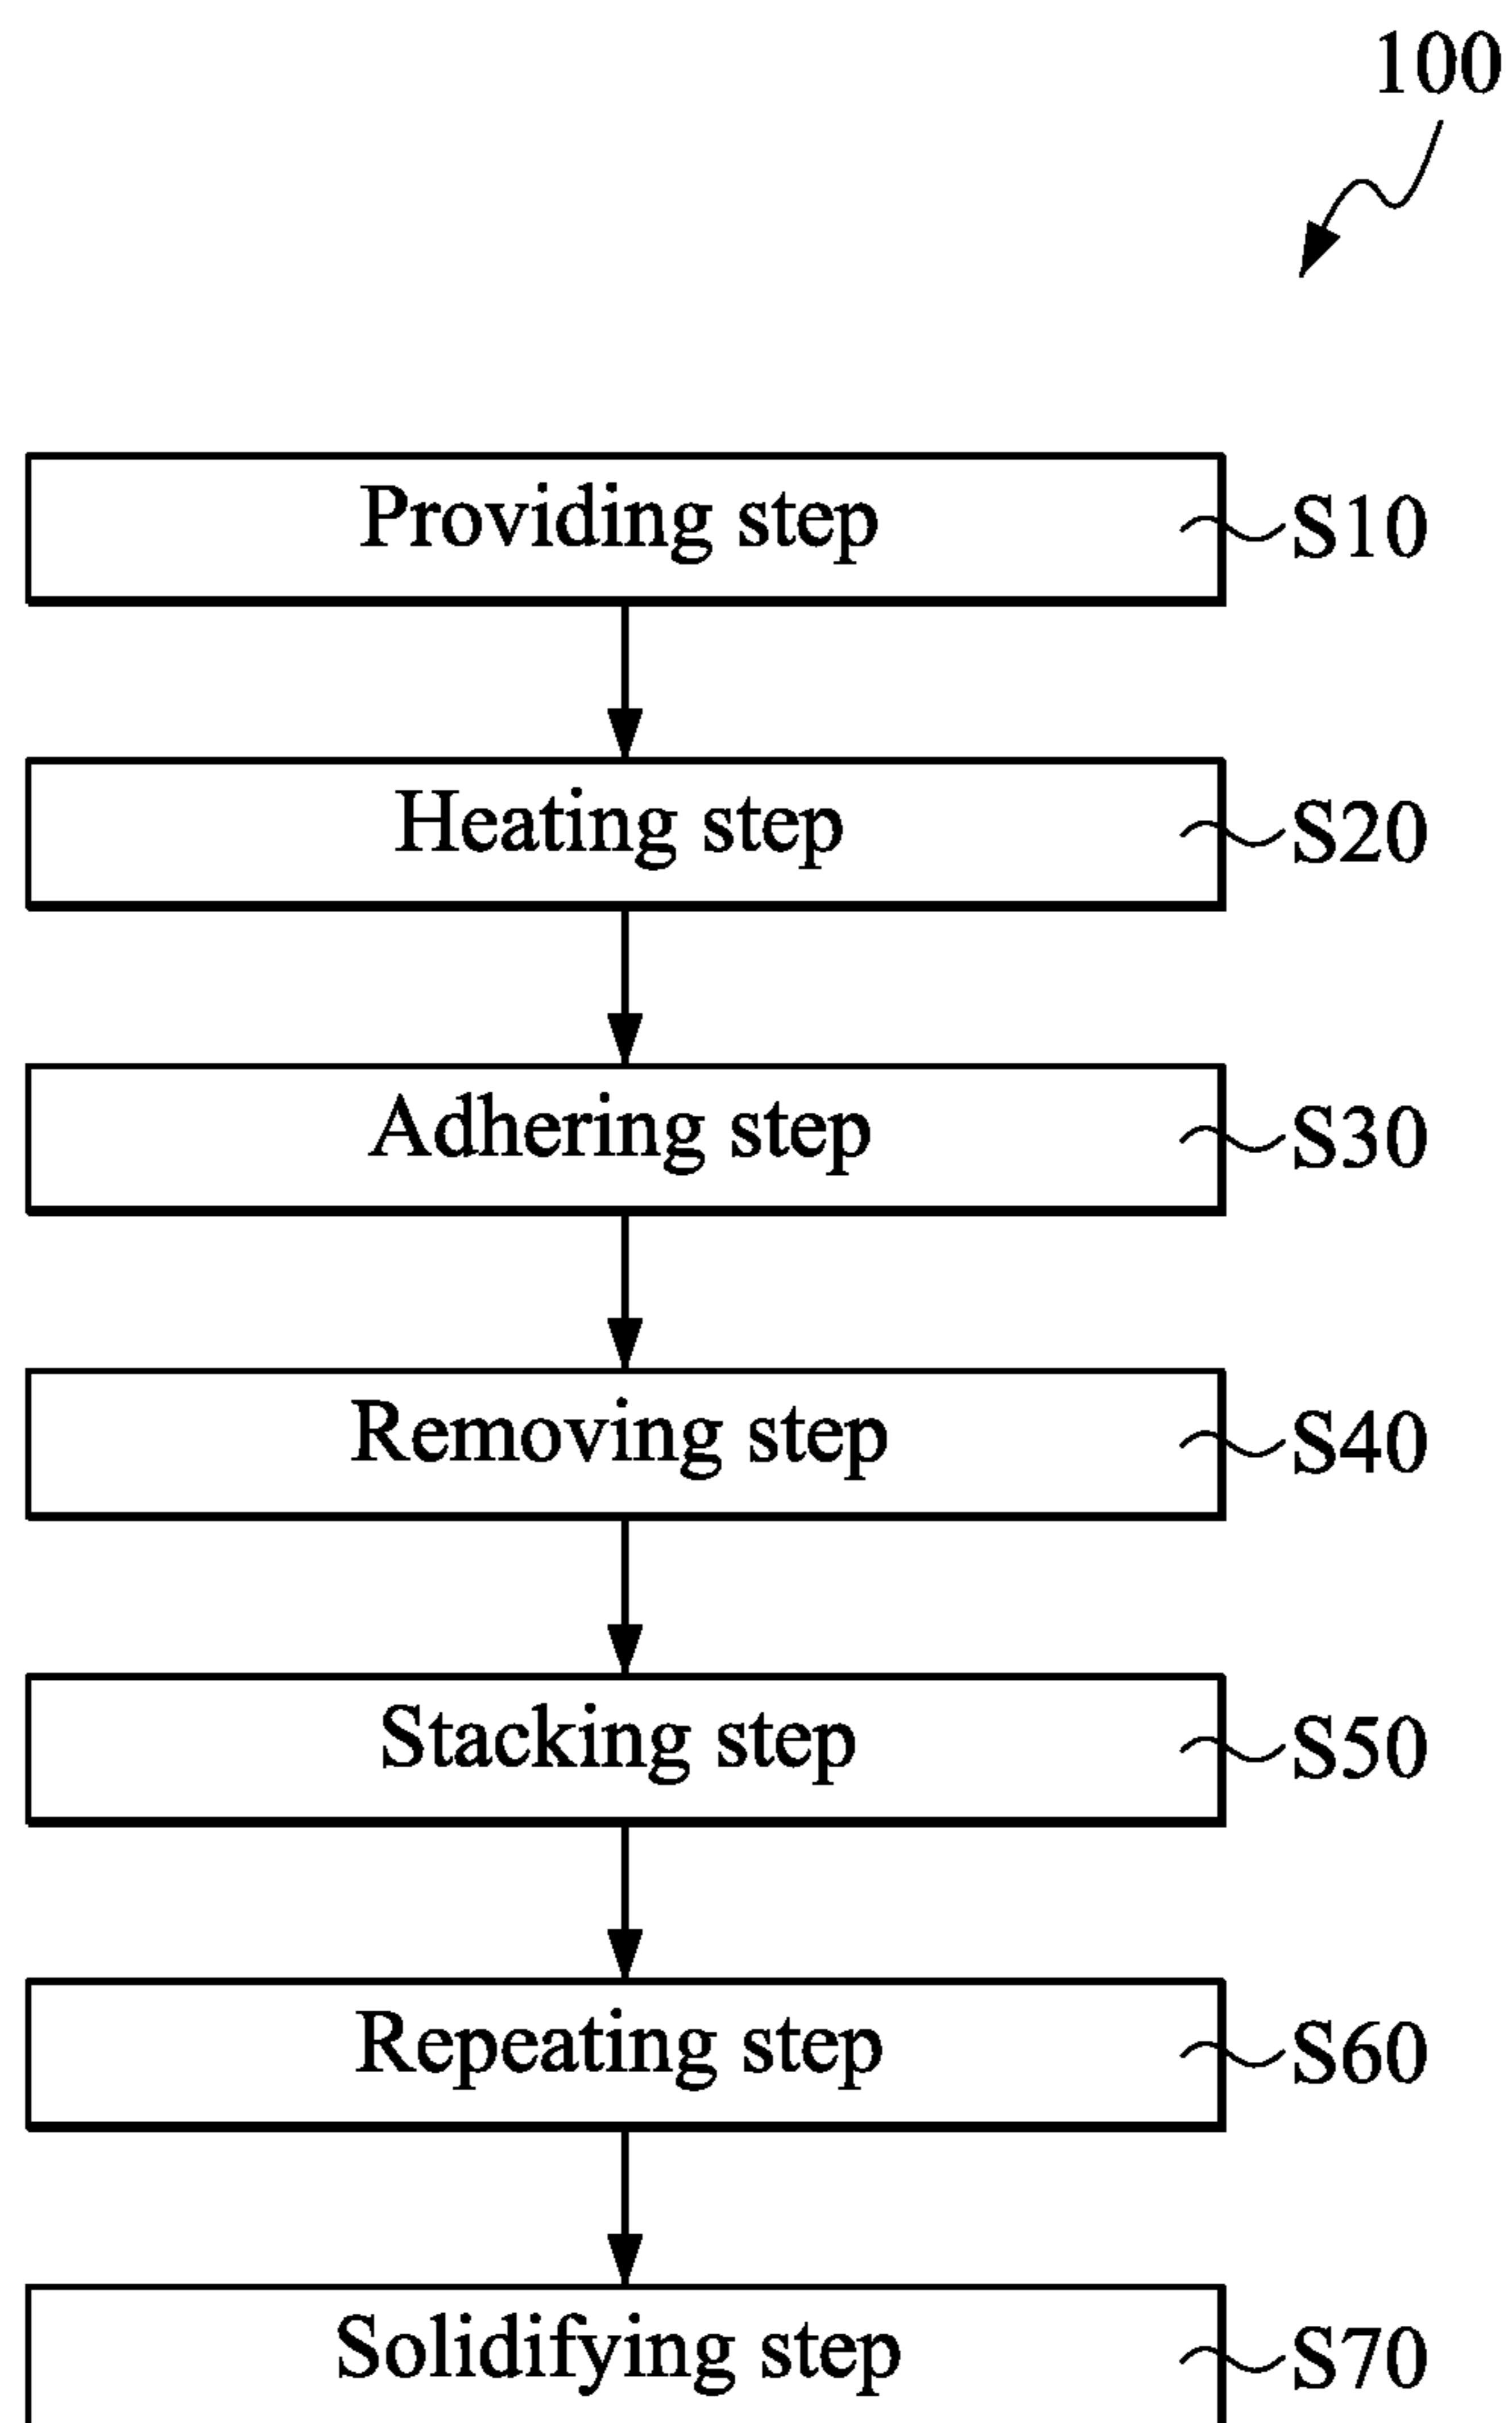 100
Providing step S10
Heating step S20
Adhering step S30
Removing step S40
Stacking step S50
Repeating step S60
Solidifying step S70